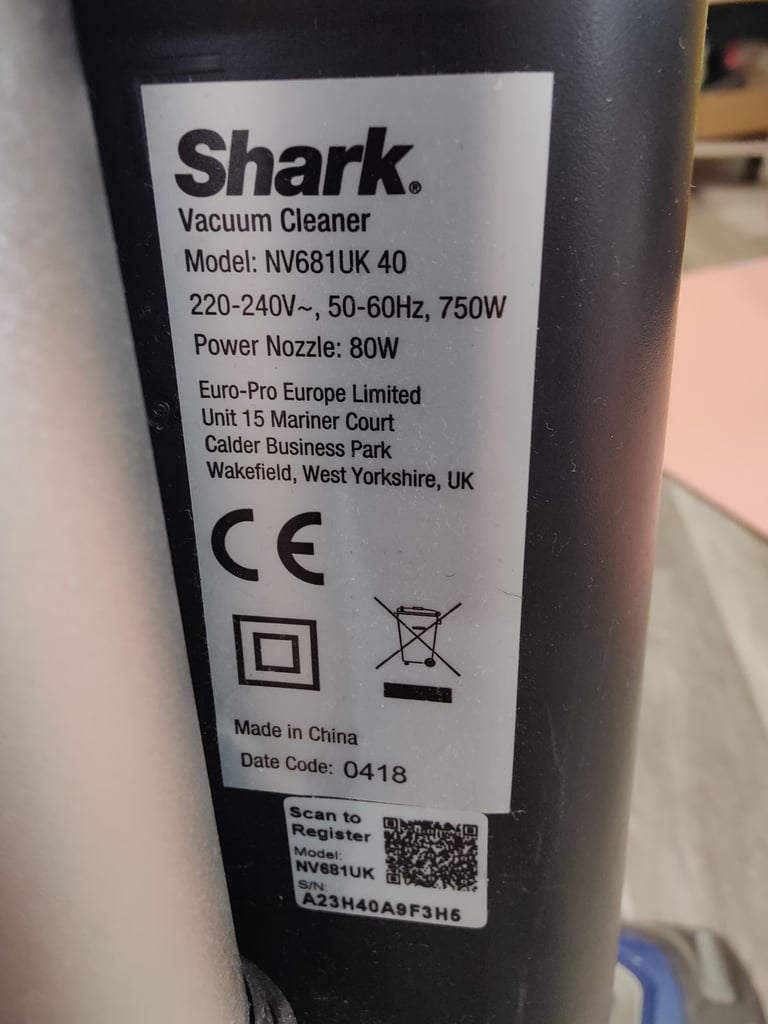 Shark®
Vacuum Cleaner
Model: NV681UK 40
220-240V~, 50-60Hz, 750W
Power Nozzle: 80W
Euro-Pro Europe Limited
Unit 15 Mariner Court
Calder Business Park
Wakefield, West Yorkshire, UK
CE
Made in China
Date Code: 0418
Scan to
Register
Model:
NV681UK
S/N:
A23H40A9F3H5